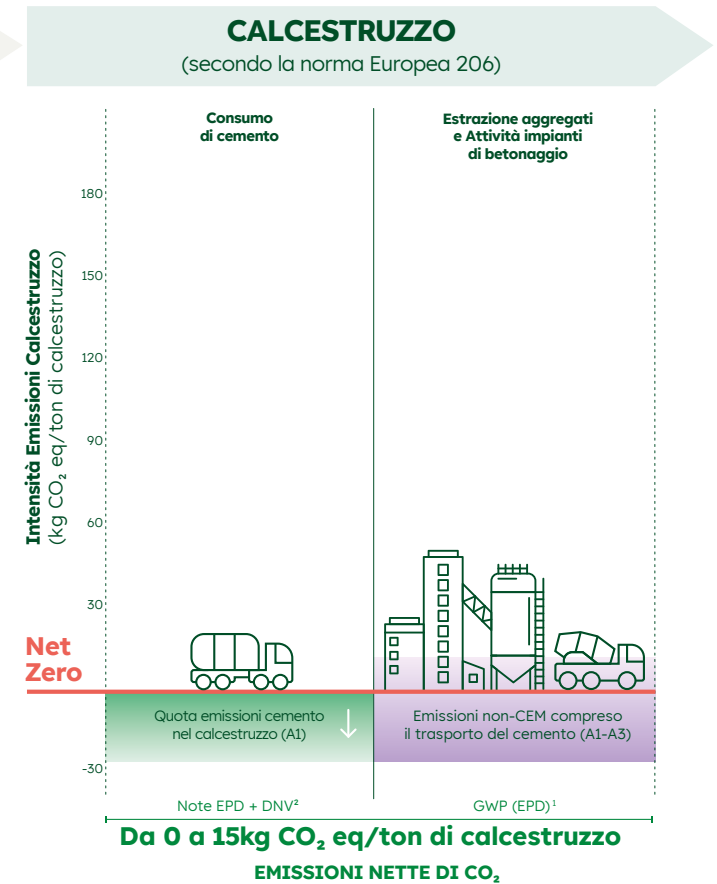 CALCESTRUZZO
(secondo la norma Europea 206)
Consumo
di cemento
Estrazione aggregati
e Attività impianti
di betonaggio
Intensità Emissioni Calcestruzzo
(kg CO₂ eq/ton di calcestruzzo)
180
150
120
90
60
30
Net
Zero
-30
Quota emissioni cemento
nel calcestruzzo (A1)
Emissioni non-CEM compreso
il trasporto del cemento (A1-A3)
Note EPD + DNV²
GWP (EPD)¹
Da 0 a 15kg CO₂ eq/ton di calcestruzzo
EMISSIONI NETTE DI CO₂